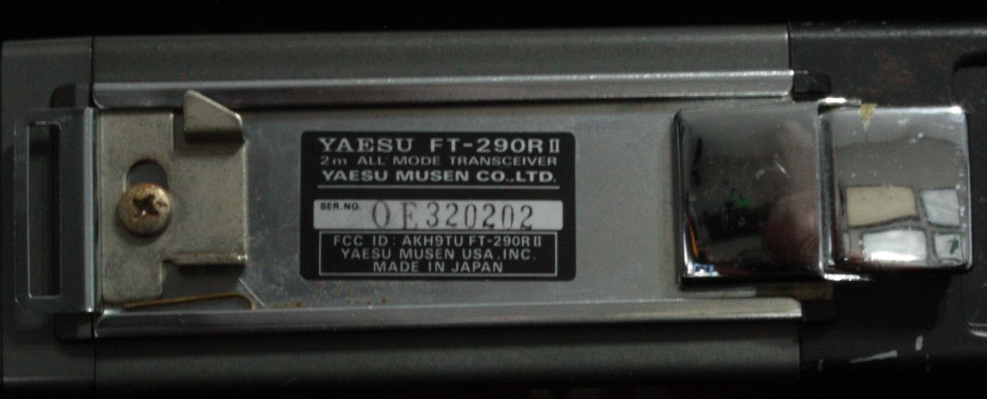 YAESU FT-290RII
2m ALL MODE TRANSCEIVER
YAESU MUSEN CO.,LTD.
SER.NO. 0E320202
FCC ID : AKH9TU FT-290RII
YAESU MUSEN USA, INC.
MADE IN JAPAN